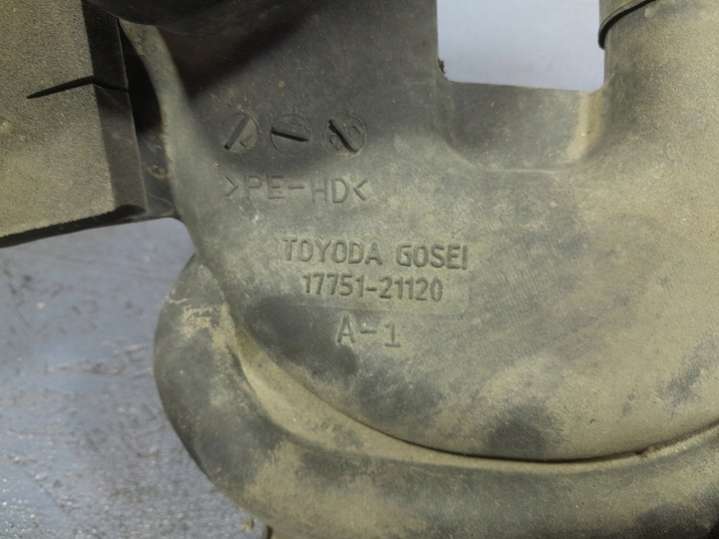 >PE-HD<
TOYODA GOSEI
17751-21120
A-1